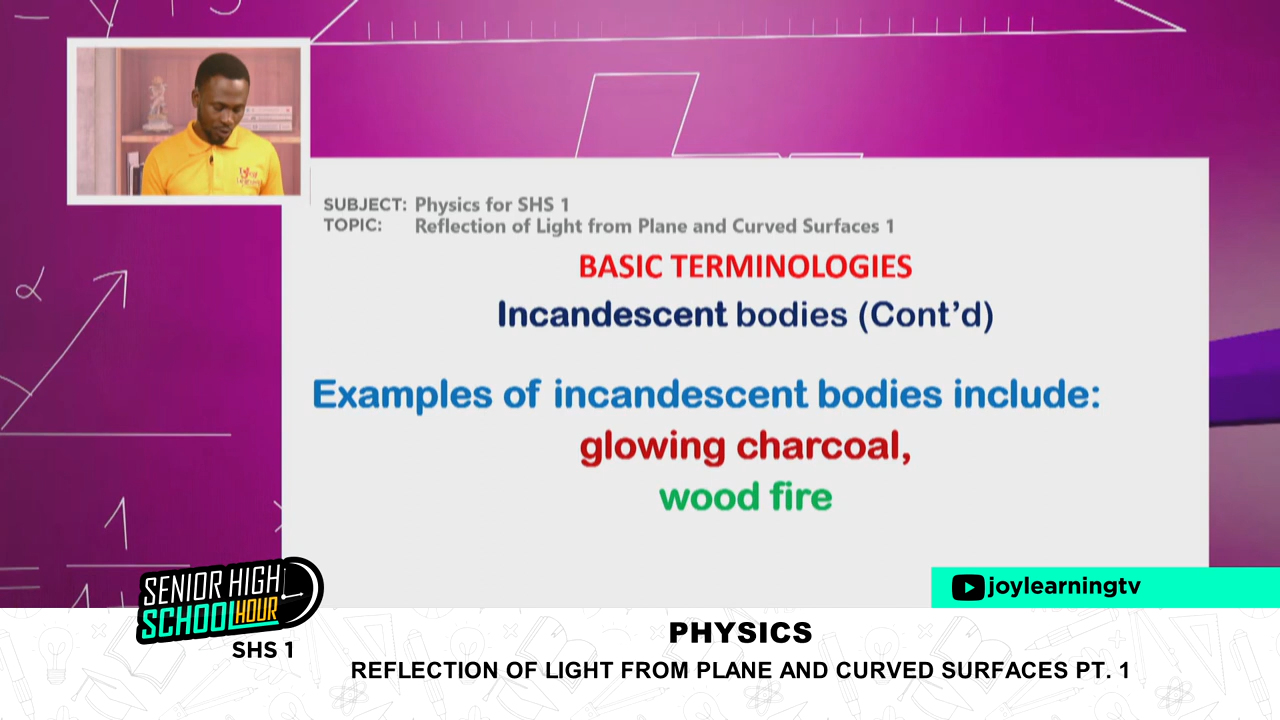 SUBJECT: Physics for SHS 1
TOPIC: Reflection of Light from Plane and Curved Surfaces 1
BASIC TERMINOLOGIES
Incandescent bodies (Cont’d)
Examples of incandescent bodies include:
glowing charcoal,
wood fire
α
1
SENIOR HIGH
SCHOOL HOUR
SHS 1
joylearningtv
PHYSICS
REFLECTION OF LIGHT FROM PLANE AND CURVED SURFACES PT. 1